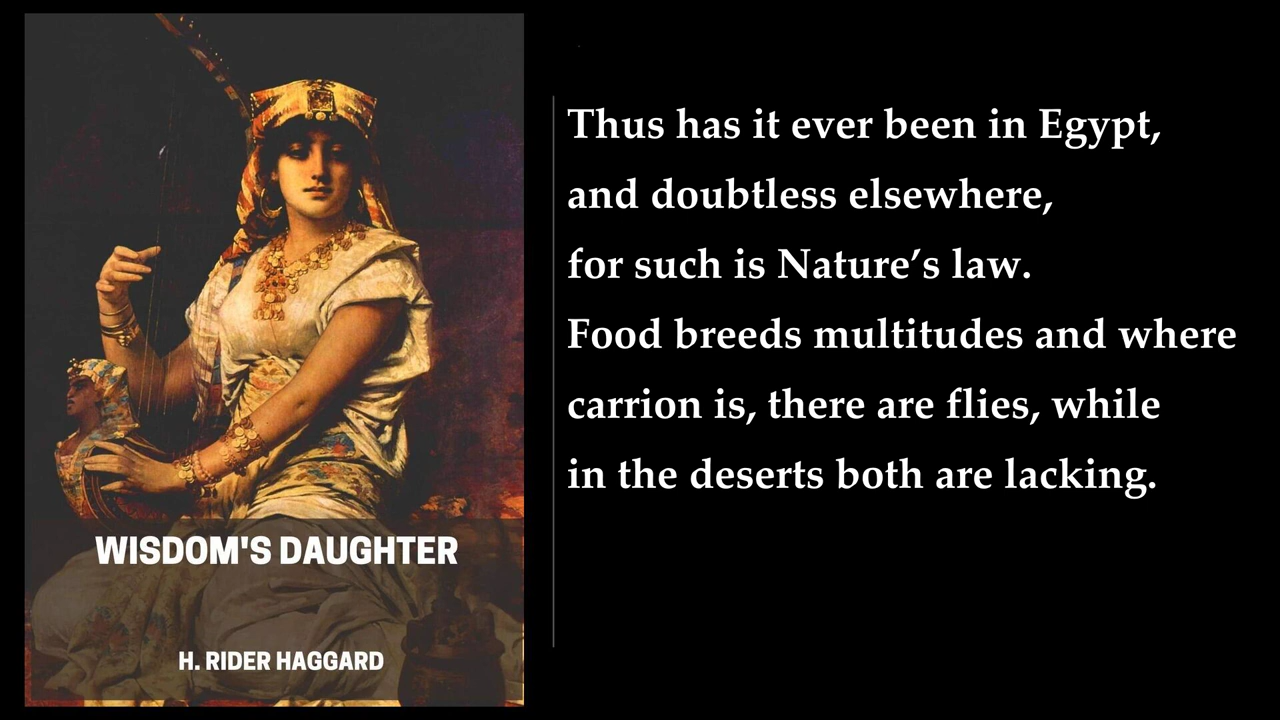 WISDOM'S DAUGHTER
H. RIDER HAGGARD
Thus has it ever been in Egypt,
and doubtless elsewhere,
for such is Nature’s law.
Food breeds multitudes and where
carrion is, there are flies, while
in the deserts both are lacking.